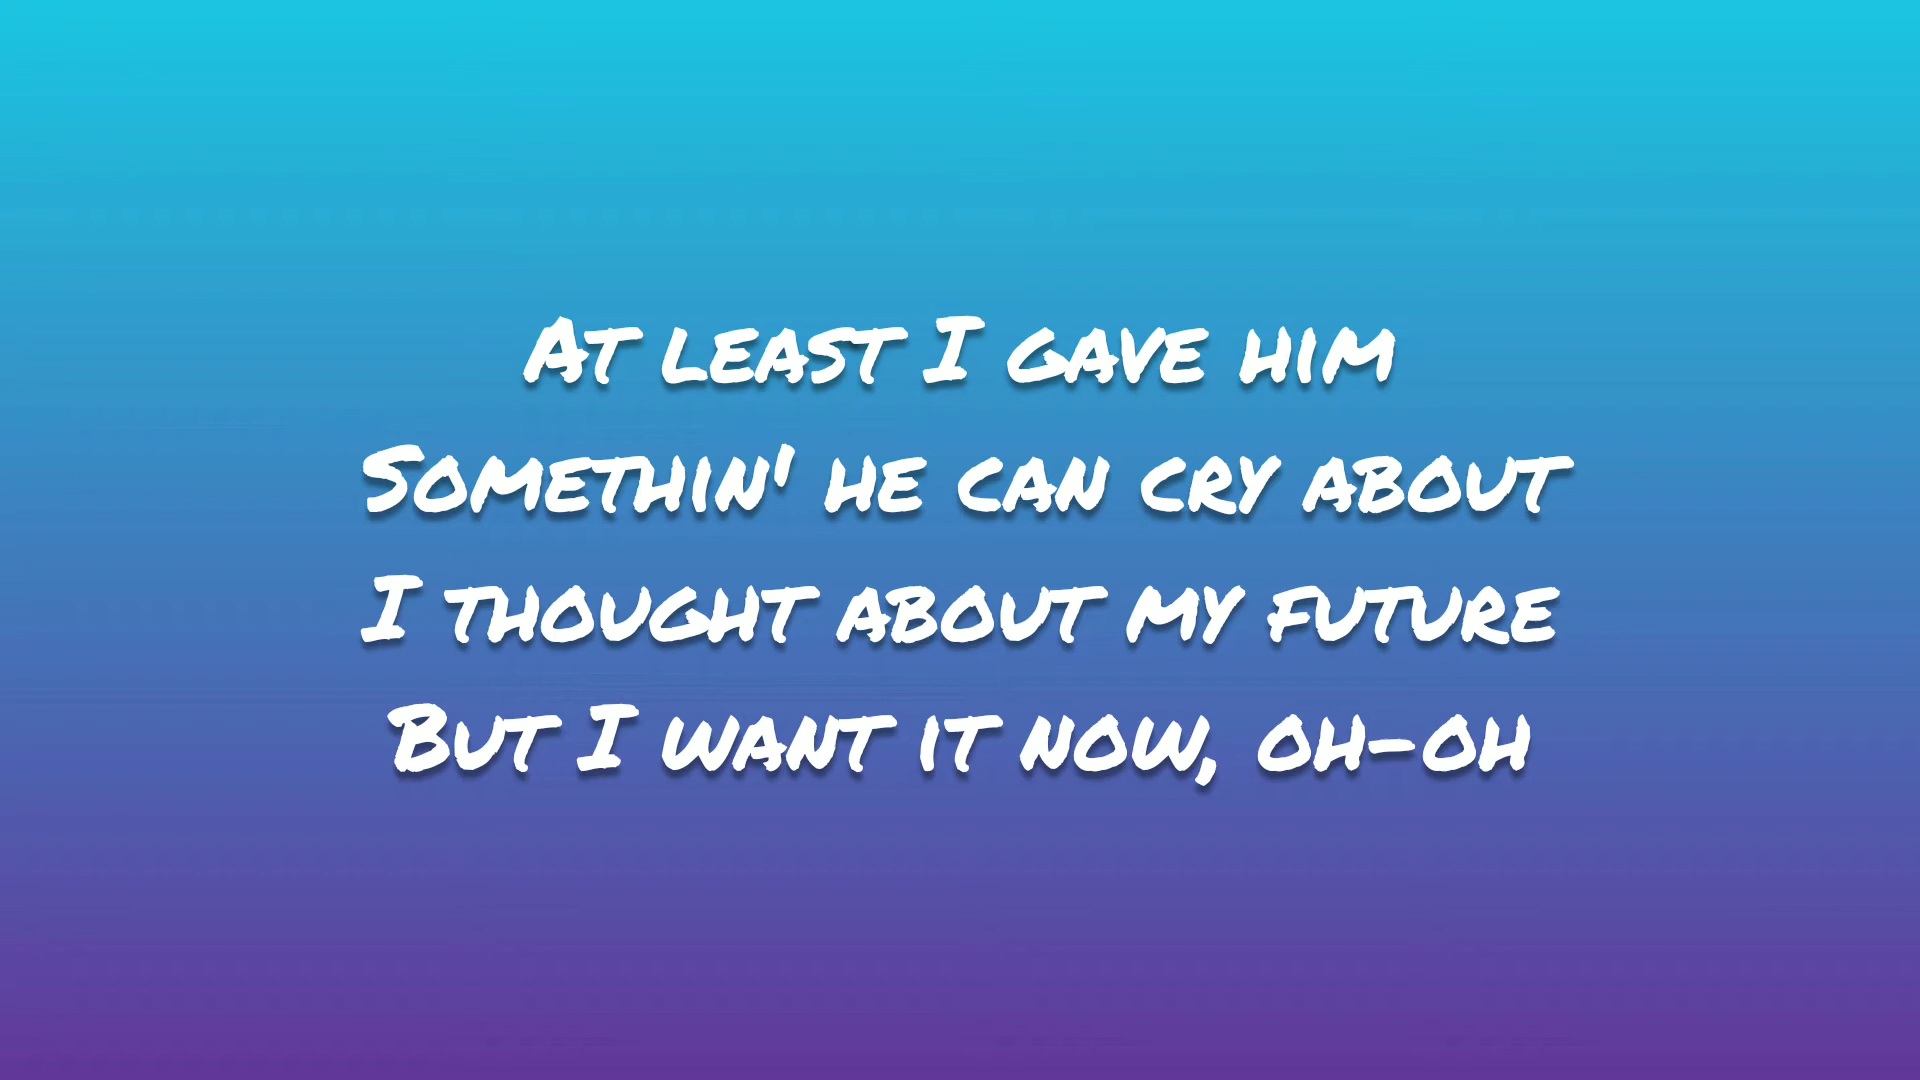 At least I gave him
Somethin' he can cry about
I thought about my future
But I want it now, oh-oh